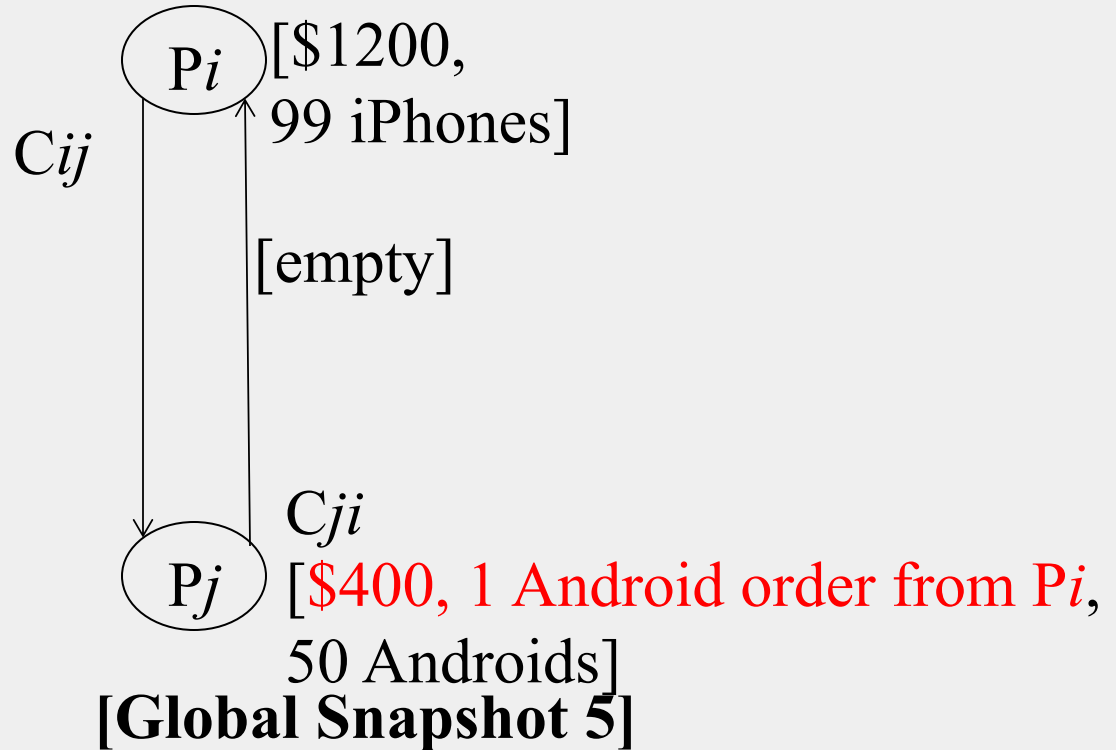 Pi
[$1200,
99 iPhones]
Cij
[empty]
Cji
Pj
[$400, 1 Android order from Pi,
50 Androids]
[Global Snapshot 5]